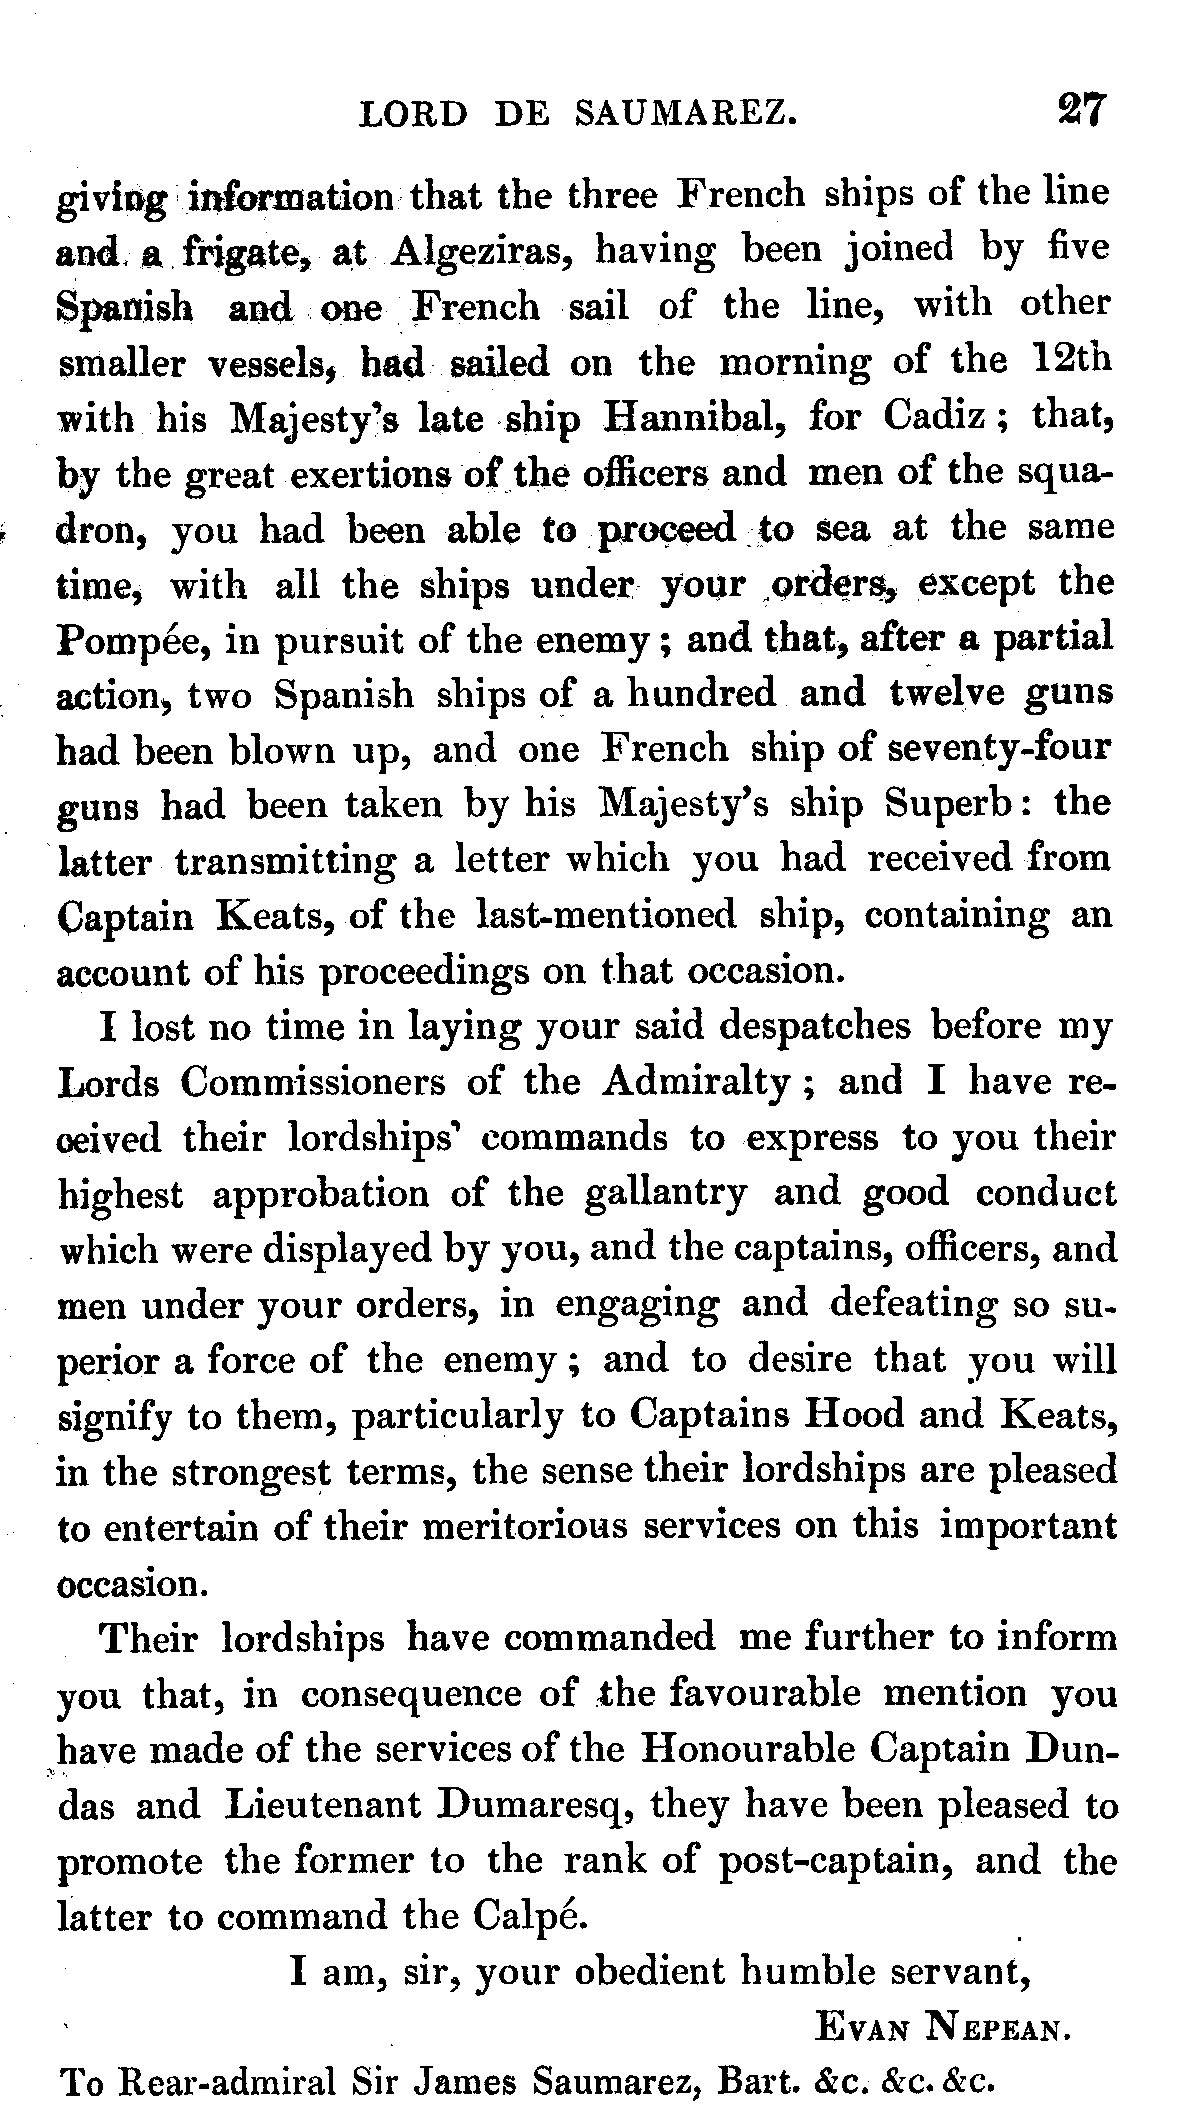 LORD DE SAUMAREZ. 27
giving information that the three French ships of the line
and a frigate, at Algeziras, having been joined by five
Spanish and one French sail of the line, with other
smaller vessels, had sailed on the morning of the 12th
with his Majesty's late ship Hannibal, for Cadiz ; that,
by the great exertions of the officers and men of the squa-
dron, you had been able to proceed to sea at the same
time, with all the ships under your orders, except the
Pompée, in pursuit of the enemy ; and that, after a partial
action, two Spanish ships of a hundred and twelve guns
had been blown up, and one French ship of seventy-four
guns had been taken by his Majesty's ship Superb : the
latter transmitting a letter which you had received from
Captain Keats, of the last-mentioned ship, containing an
account of his proceedings on that occasion.
I lost no time in laying your said despatches before my
Lords Commissioners of the Admiralty ; and I have re-
ceived their lordships' commands to express to you their
highest approbation of the gallantry and good conduct
which were displayed by you, and the captains, officers, and
men under your orders, in engaging and defeating so su-
perior a force of the enemy ; and to desire that you will
signify to them, particularly to Captains Hood and Keats,
in the strongest terms, the sense their lordships are pleased
to entertain of their meritorious services on this important
occasion.
Their lordships have commanded me further to inform
you that, in consequence of the favourable mention you
have made of the services of the Honourable Captain Dun-
das and Lieutenant Dumaresq, they have been pleased to
promote the former to the rank of post-captain, and the
latter to command the Calpé.
I am, sir, your obedient humble servant,
EVAN NEPEAN.
To Rear-admiral Sir James Saumarez, Bart. &c. &c. &c.